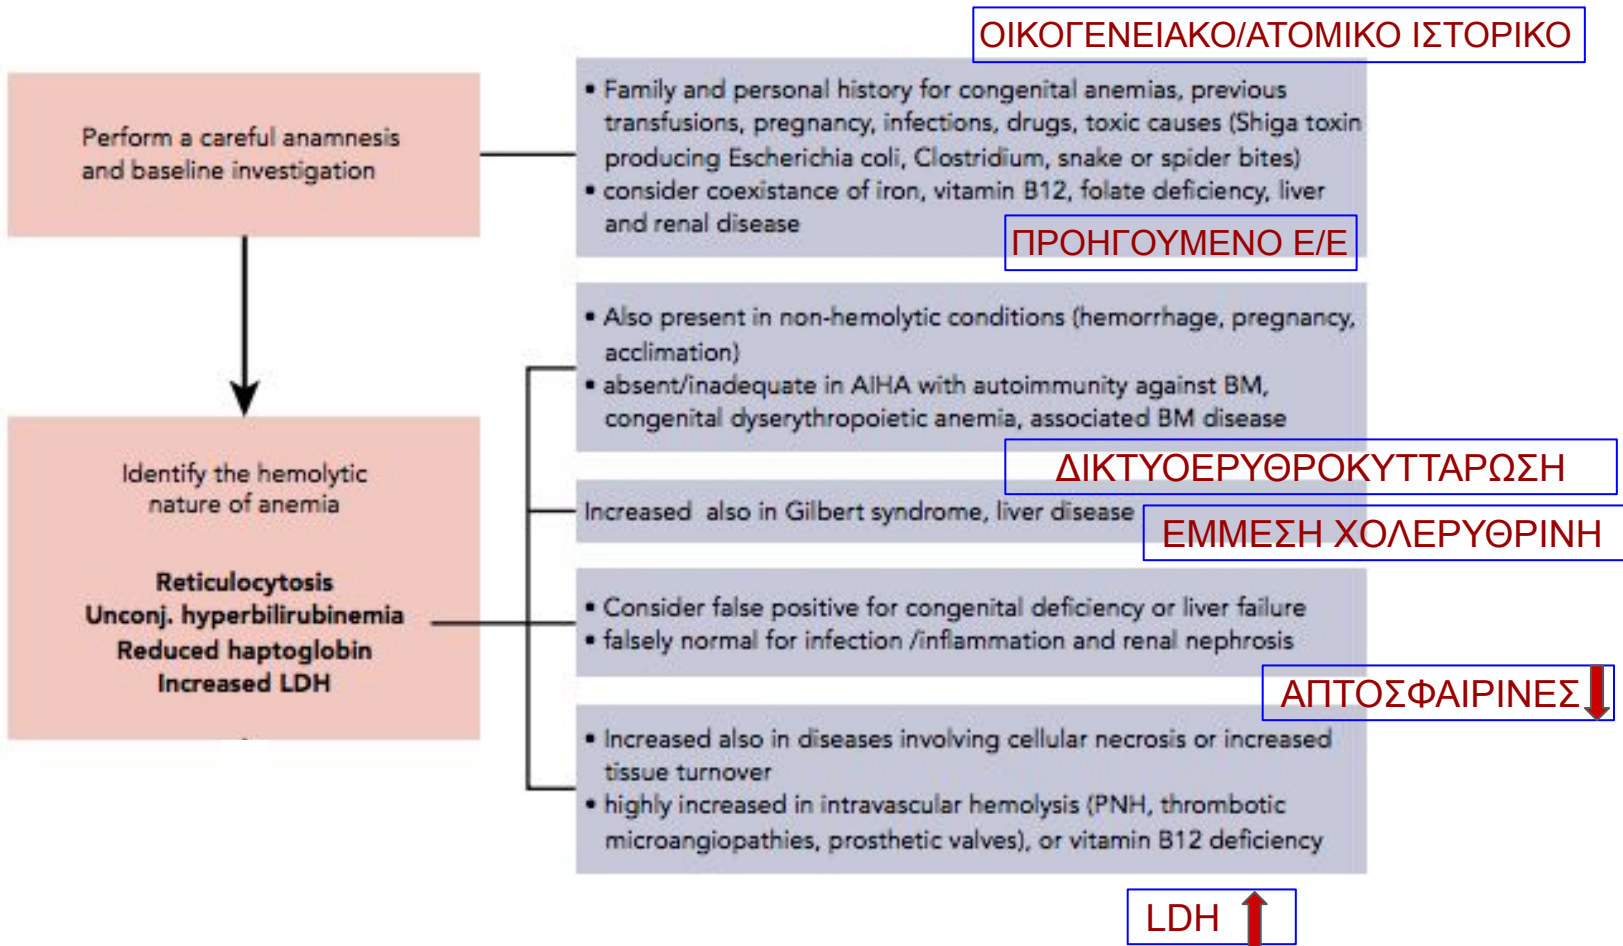 ΟΙΚΟΓΕΝΕΙΑΚΟ/ΑΤΟΜΙΚΟ ΙΣΤΟΡΙΚΟ
Perform a careful anamnesis
and baseline investigation
▪ Family and personal history for congenital anemias, previous
transfusions, pregnancy, infections, drugs, toxic causes (Shiga toxin
producing Escherichia coli, Clostridium, snake or spider bites)
▪ consider coexistance of iron, vitamin B12, folate deficiency, liver
and renal disease
ΠΡΟΗΓΟΥΜΕΝΟ Ε/Ε
▪ Also present in non-hemolytic conditions (hemorrhage, pregnancy,
acclimation)
▪ absent/inadequate in AIHA with autoimmunity against BM,
congenital dyserythropoietic anemia, associated BM disease
ΔΙΚΤΥΟΕΡΥΘΡΟΚΥΤΤΑΡΩΣΗ
Identify the hemolytic
nature of anemia
Reticulocytosis
Unconj. hyperbilirubinemia
Reduced haptoglobin
Increased LDH
Increased also in Gilbert syndrome, liver disease
ΕΜΜΕΣΗ ΧΟΛΕΡΥΘΡΙΝΗ
▪ Consider false positive for congenital deficiency or liver failure
▪ falsely normal for infection /inflammation and renal nephrosis
ΑΠΤΟΣΦΑΙΡΙΝΕΣ
▪ Increased also in diseases involving cellular necrosis or increased
tissue turnover
▪ highly increased in intravascular hemolysis (PNH, thrombotic
microangiopathies, prosthetic valves), or vitamin B12 deficiency
LDH